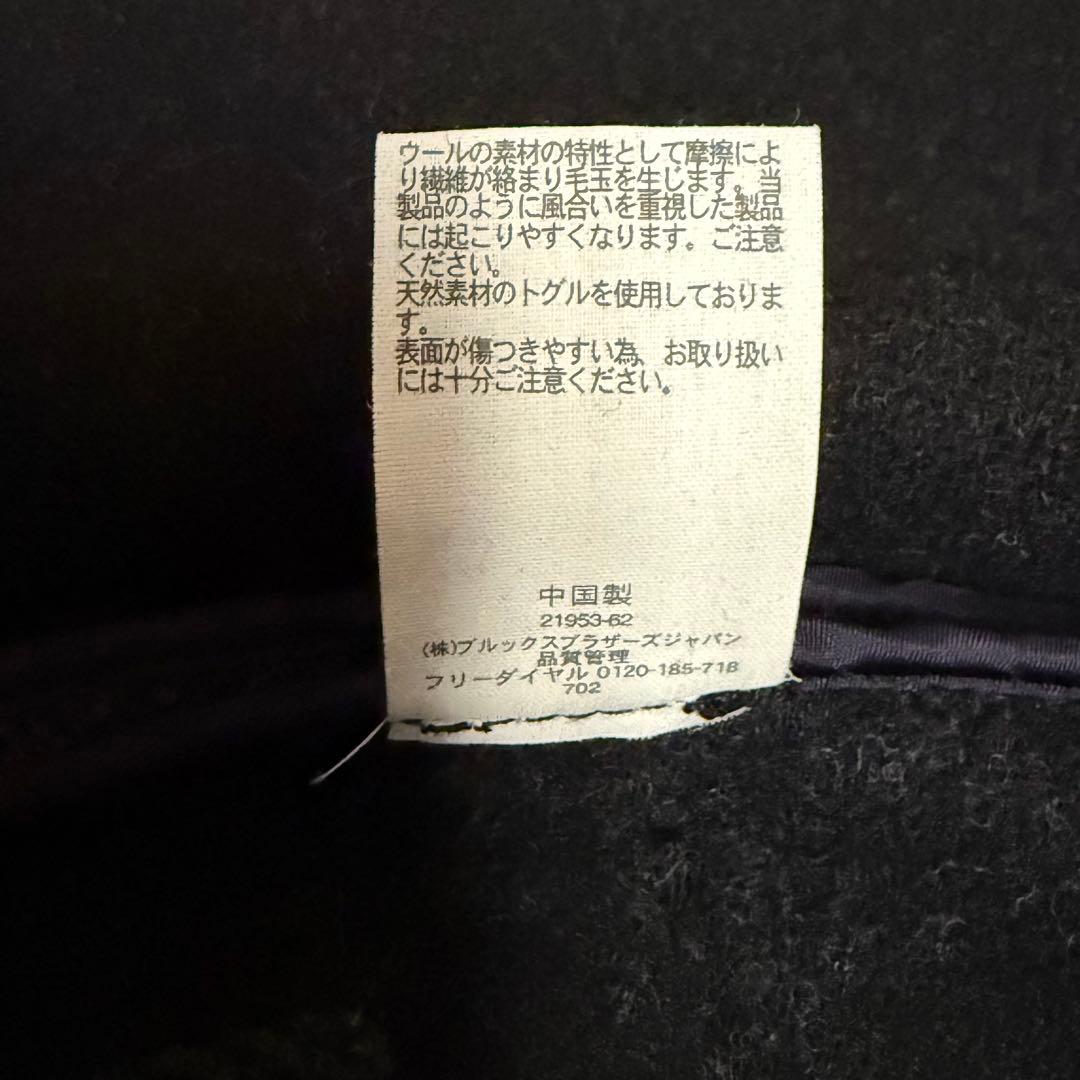 ウールの素材の特性として摩擦によ
り繊維が絡まり毛玉を生じます。当
製品のように風合いを重視した製品
には起こりやすくなります。ご注意
ください。
天然素材のトグルを使用しておりま
す。
表面が傷つきやすい為、お取り扱い
には十分ご注意ください。
中国製
21953-62
(株)ブルックスブラザーズジャパン
品質管理
フリーダイヤル 0120-185-718
702